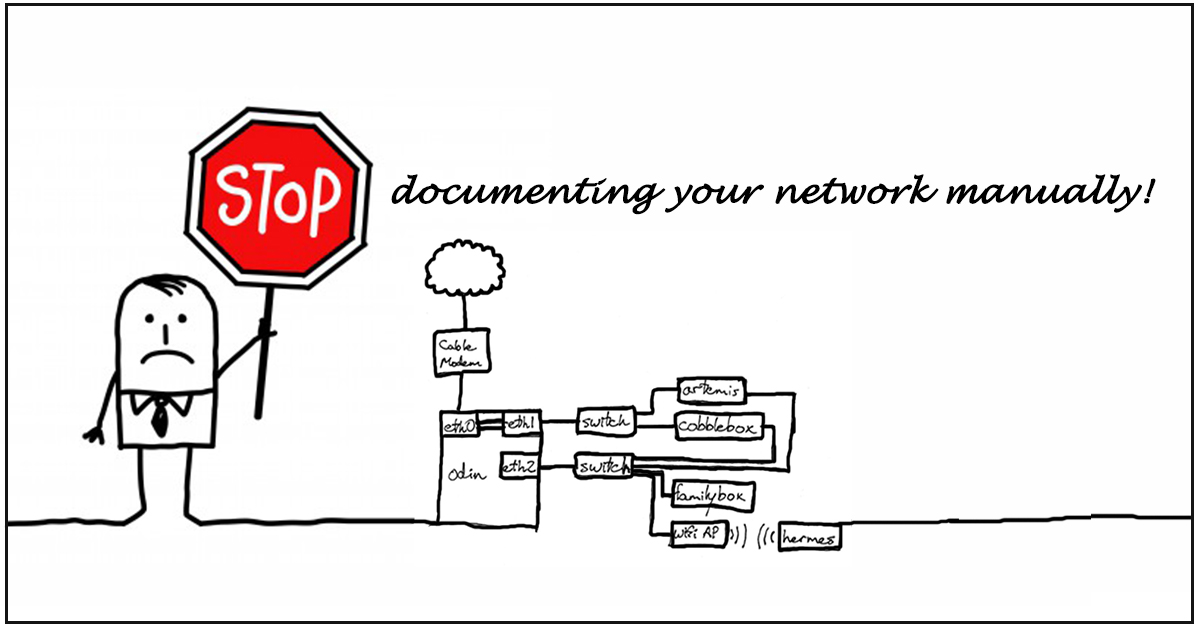 STOP
documenting your network manually!
Cable
Modem
eth0
eth1
switch
artemis
cobblebox
odin
eth2
switch
familybox
wifi AP
hermes